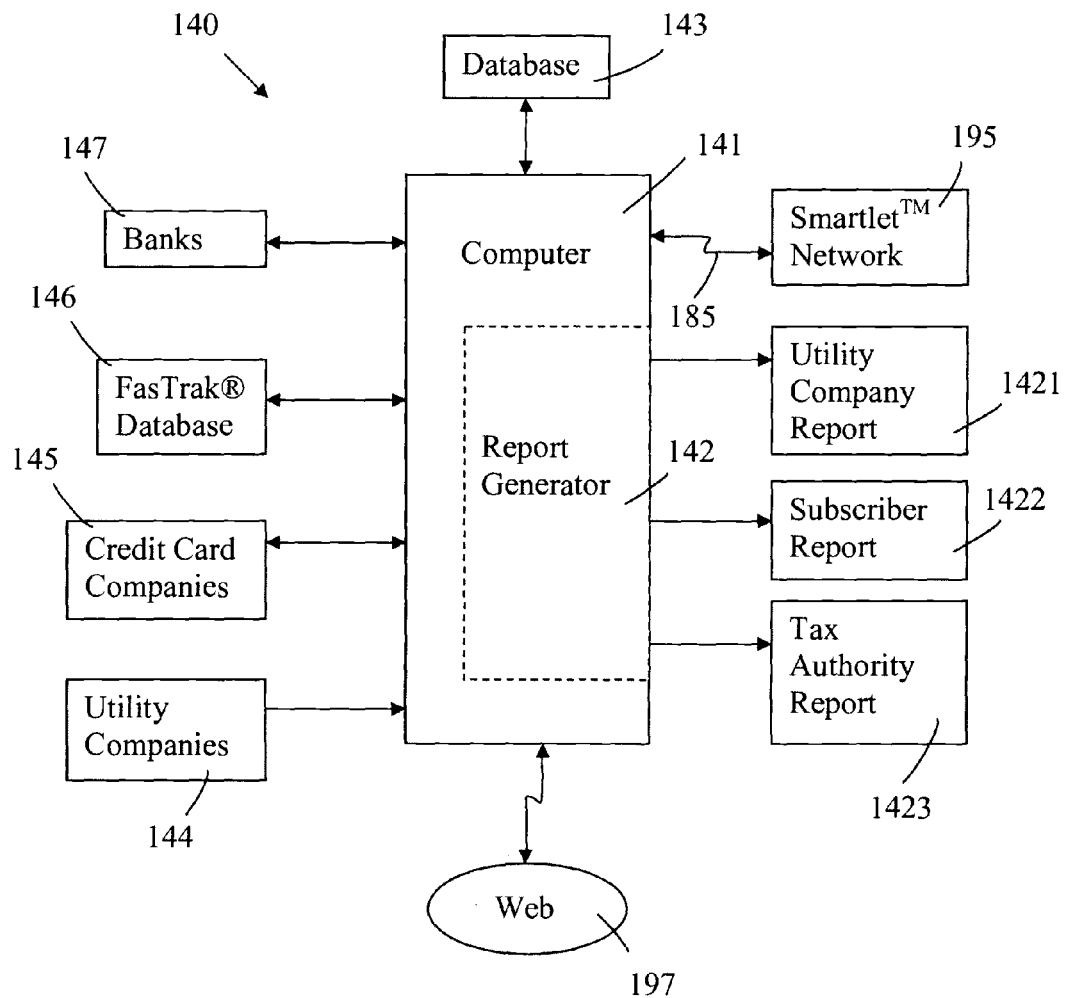 140
143
Database
147
141
195
Banks
Computer
Smartlet™
Network
185
146
FasTrak®
Database
Utility
Company
Report
1421
145
Report
Generator
142
Credit Card
Companies
Subscriber
Report
1422
Utility
Companies
Tax
Authority
Report
144
1423
Web
197